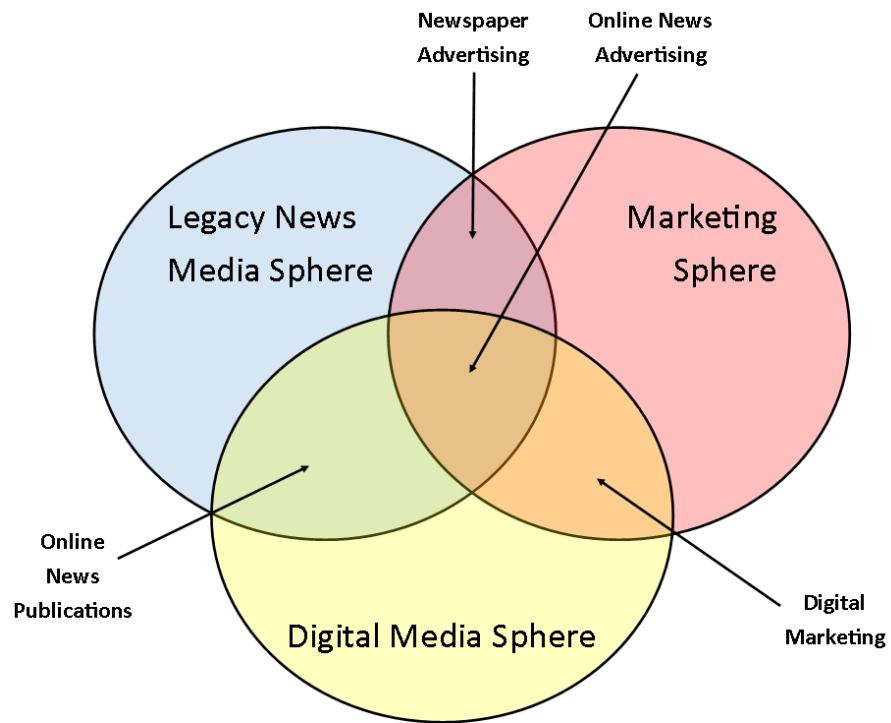 Newspaper
Advertising
Online News
Advertising
Legacy News
Media Sphere
Marketing
Sphere
Online
News
Publications
Digital Media Sphere
Digital
Marketing